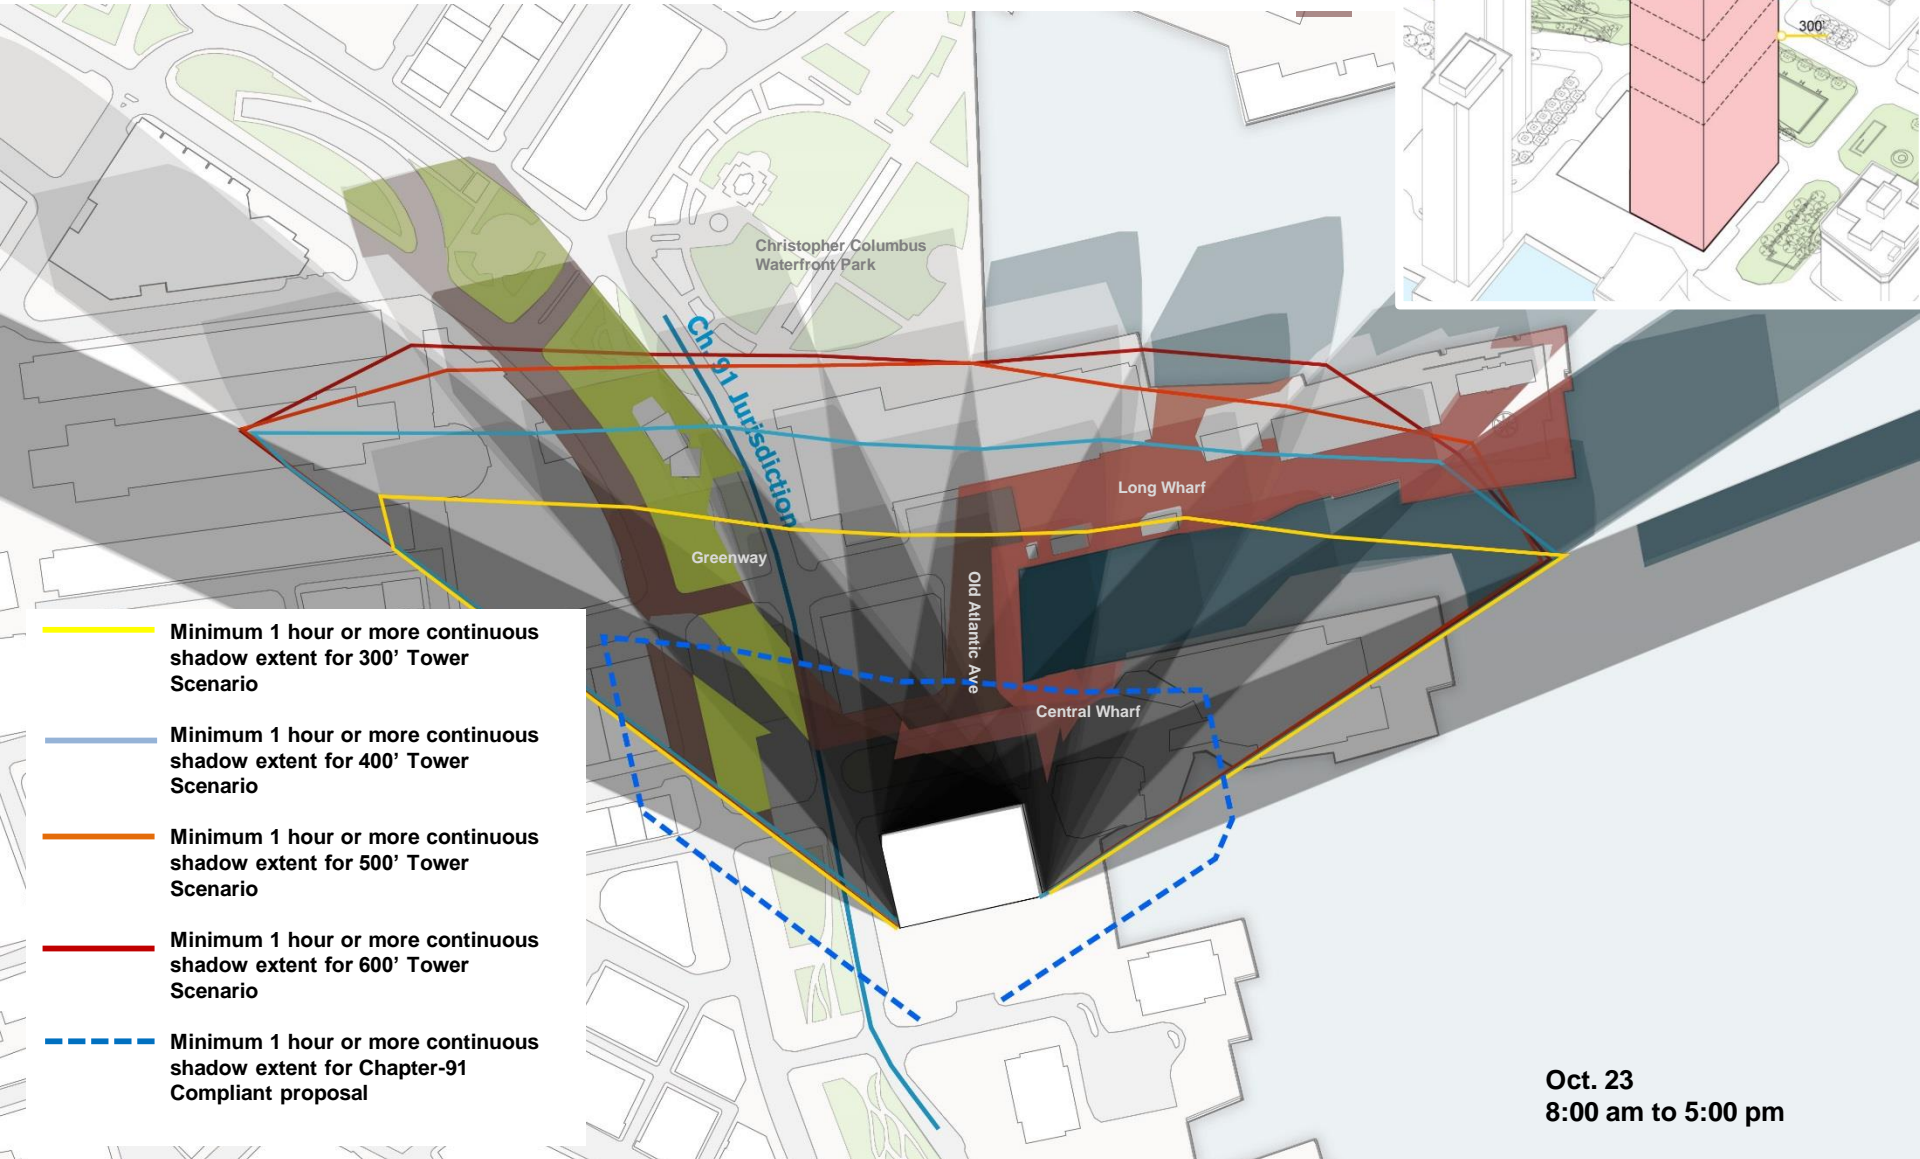 300'
Christopher Columbus
Waterfront Park
Ch. 91 Jurisdiction
Long Wharf
Greenway
Old Atlantic Ave
Central Wharf
Minimum 1 hour or more continuous
shadow extent for 300’ Tower
Scenario
Minimum 1 hour or more continuous
shadow extent for 400’ Tower
Scenario
Minimum 1 hour or more continuous
shadow extent for 500’ Tower
Scenario
Minimum 1 hour or more continuous
shadow extent for 600’ Tower
Scenario
Minimum 1 hour or more continuous
shadow extent for Chapter-91
Compliant proposal
Oct. 23
8:00 am to 5:00 pm